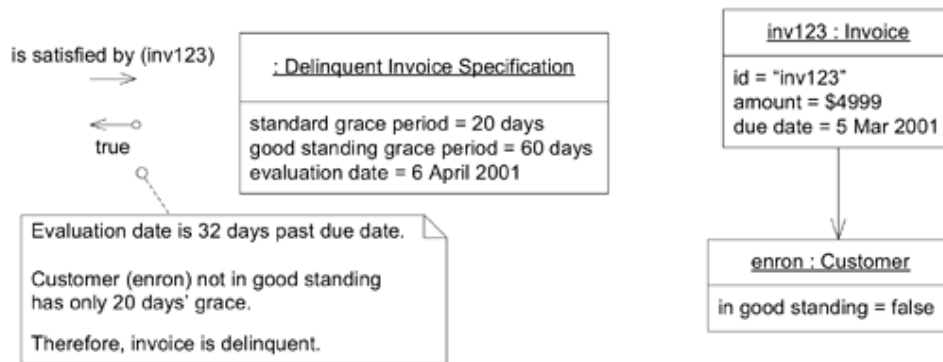 is satisfied by (inv123)
true
: Delinquent Invoice Specification
standard grace period = 20 days
good standing grace period = 60 days
evaluation date = 6 April 2001
Evaluation date is 32 days past due date.
Customer (enron) not in good standing
has only 20 days’ grace.
Therefore, invoice is delinquent.
inv123 : Invoice
id = “inv123”
amount = $4999
due date = 5 Mar 2001
enron : Customer
in good standing = false